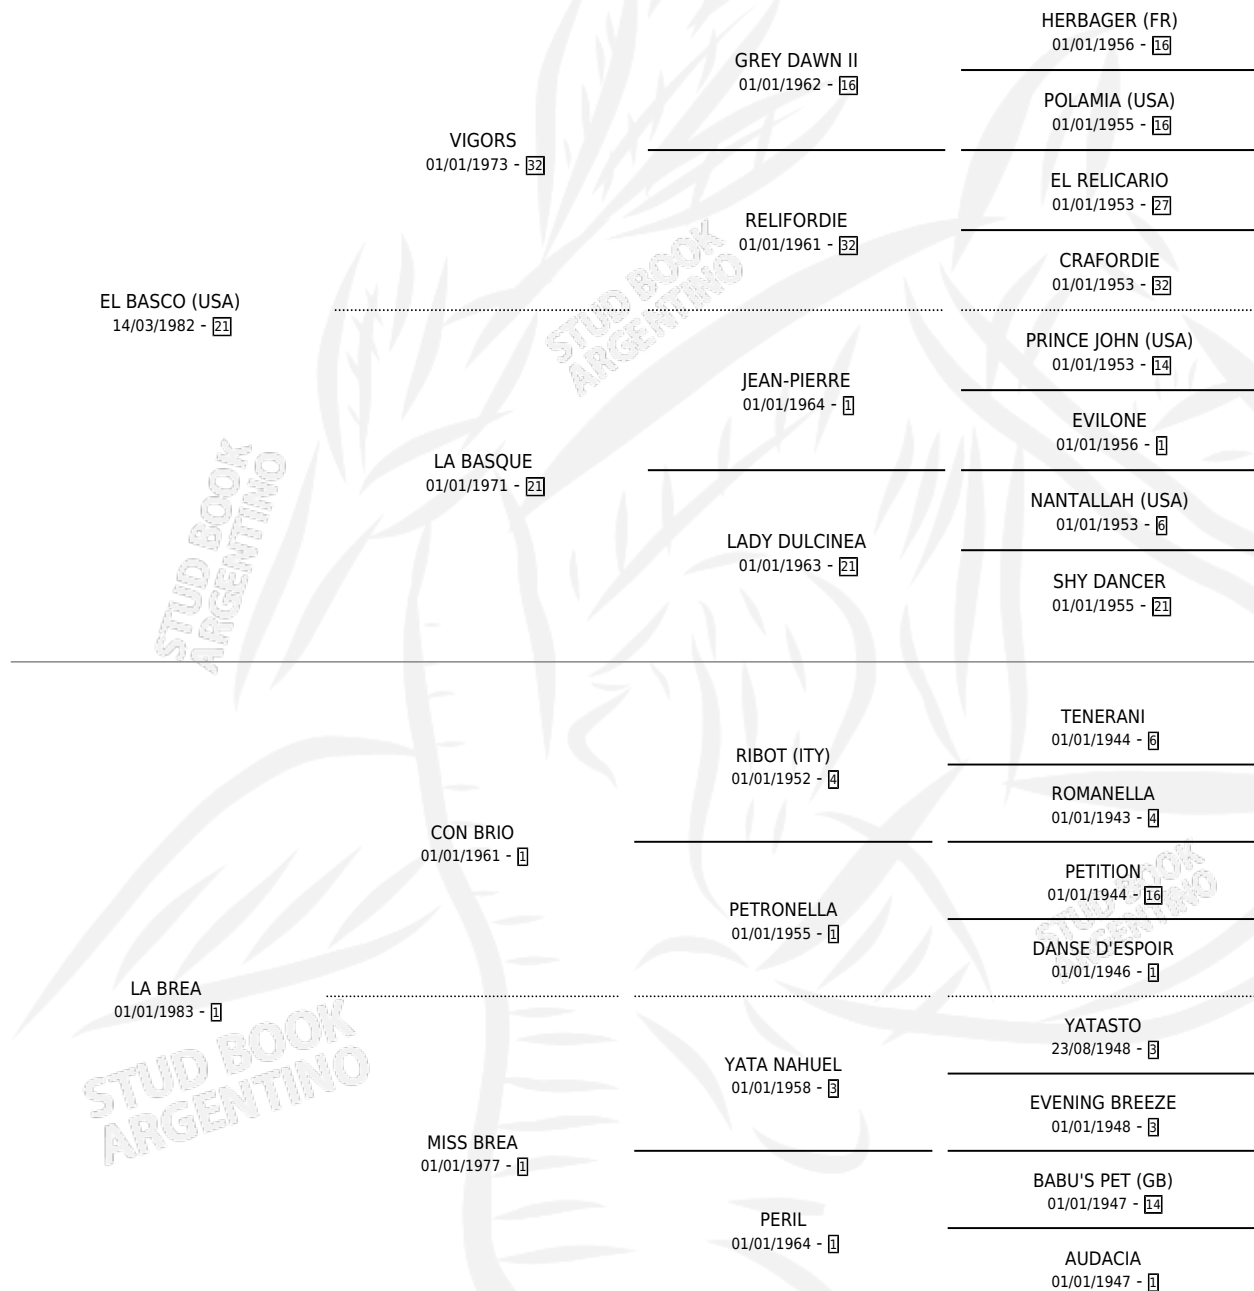 HERBAGER (FR)
01/01/1956 - 16
GREY DAWN II
01/01/1962 - 16
POLAMIA (USA)
01/01/1955 - 16
VIGORS
01/01/1973 - 32
EL RELICARIO
01/01/1953 - 27
RELIFORDIE
01/01/1961 - 32
CRAFORDIE
01/01/1953 - 32
EL BASCO (USA)
14/03/1982 - 21
PRINCE JOHN (USA)
01/01/1953 - 14
JEAN-PIERRE
01/01/1964 - 1
EVILONE
01/01/1956 - 1
LA BASQUE
01/01/1971 - 21
NANTALLAH (USA)
01/01/1953 - 6
LADY DULCINEA
01/01/1963 - 21
SHY DANCER
01/01/1955 - 21
TENERANI
01/01/1944 - 6
RIBOT (ITY)
01/01/1952 - 4
ROMANELLA
01/01/1943 - 4
CON BRIO
01/01/1961 - 1
PETITION
01/01/1944 - 16
PETRONELLA
01/01/1955 - 1
DANSE D'ESPOIR
01/01/1946 - 1
LA BREA
01/01/1983 - 1
YATASTO
23/08/1948 - 3
YATA NAHUEL
01/01/1958 - 3
EVENING BREEZE
01/01/1948 - 3
MISS BREA
01/01/1977 - 1
BABU'S PET (GB)
01/01/1947 - 14
PERIL
01/01/1964 - 1
AUDACIA
01/01/1947 - 1
STUD BOOK
ARGENTINO
STUD BOOK
ARGENTINO
STUD BOOK
ARGENTINO
STUD BOOK
ARGENTINO